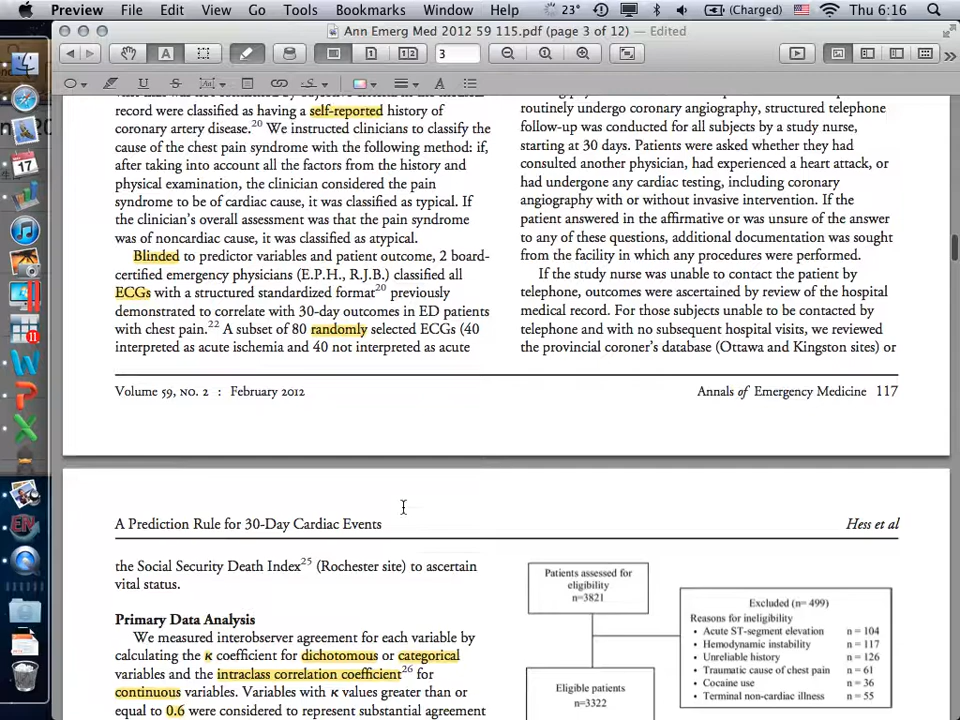 Preview File Edit View Go Tools Bookmarks Window Help 23° (Charged) Thu 6:16
Ann Emerg Med 2012 59 115.pdf (page 3 of 12) — Edited
3
record were classified as having a self-reported history of
coronary artery disease.20 We instructed clinicians to classify the
cause of the chest pain syndrome with the following method: if,
after taking into account all the factors from the history and
physical examination, the clinician considered the pain
syndrome to be of cardiac cause, it was classified as typical. If
the clinician's overall assessment was that the pain syndrome
was of noncardiac cause, it was classified as atypical.
Blinded to predictor variables and patient outcome, 2 board-
certified emergency physicians (E.P.H., R.J.B.) classified all
ECGs with a structured standardized format20 previously
demonstrated to correlate with 30-day outcomes in ED patients
with chest pain.22 A subset of 80 randomly selected ECGs (40
interpreted as acute ischemia and 40 not interpreted as acute
routinely undergo coronary angiography, structured telephone
follow-up was conducted for all subjects by a study nurse,
starting at 30 days. Patients were asked whether they had
consulted another physician, had experienced a heart attack, or
had undergone any cardiac testing, including coronary
angiography with or without invasive intervention. If the
patient answered in the affirmative or was unsure of the answer
to any of these questions, additional documentation was sought
from the facility in which any procedures were performed.
If the study nurse was unable to contact the patient by
telephone, outcomes were ascertained by review of the hospital
medical record. For those subjects unable to be contacted by
telephone and with no subsequent hospital visits, we reviewed
the provincial coroner's database (Ottawa and Kingston sites) or
Volume 59, NO. 2 : February 2012
Annals of Emergency Medicine 117
A Prediction Rule for 30-Day Cardiac Events
Hess et al
the Social Security Death Index25 (Rochester site) to ascertain
vital status.
Primary Data Analysis
We measured interobserver agreement for each variable by
calculating the κ coefficient for dichotomous or categorical
variables and the intraclass correlation coefficient26 for
continuous variables. Variables with κ values greater than or
equal to 0.6 were considered to represent substantial agreement
Patients assessed for
eligibility
n=3821
Excluded (n= 499)
Reasons for ineligibility
• Acute ST-segment elevation n = 104
• Hemodynamic instability n = 117
• Unreliable history n = 126
• Traumatic cause of chest pain n = 61
• Cocaine use n = 36
• Terminal non-cardiac illness n = 55
Eligible patients
n=3322
17
11